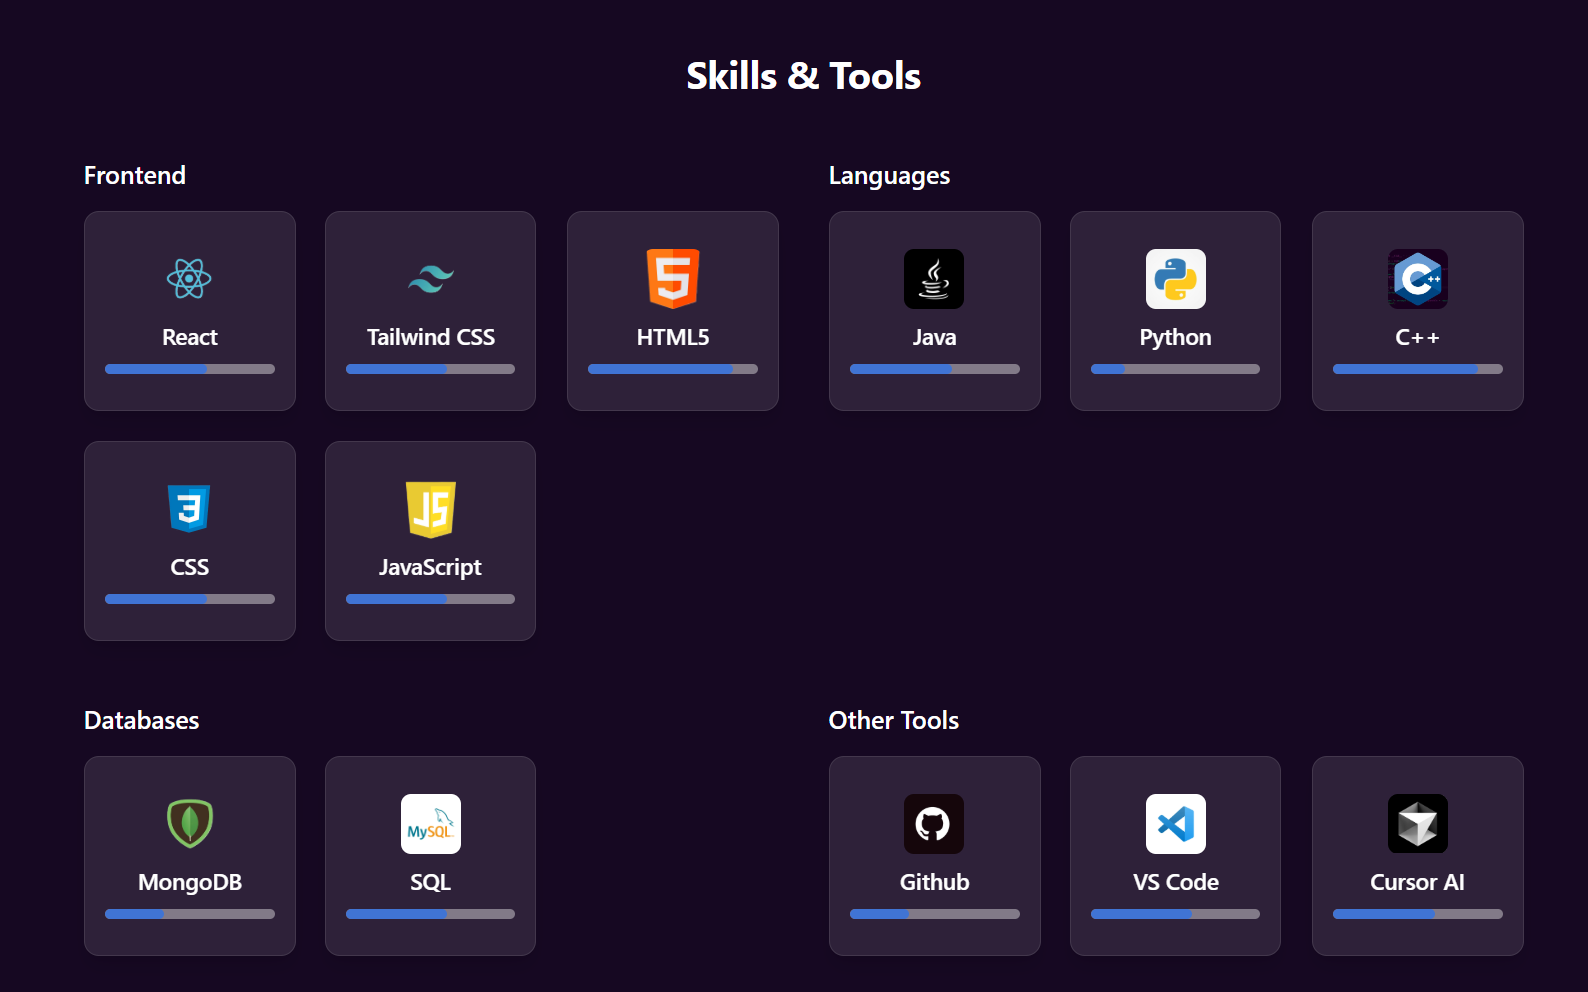 Skills & Tools
Frontend
React
Tailwind CSS
HTML5
CSS
JavaScript
Languages
Java
Python
C++
Databases
MongoDB
MySQL
SQL
Other Tools
Github
VS Code
Cursor AI